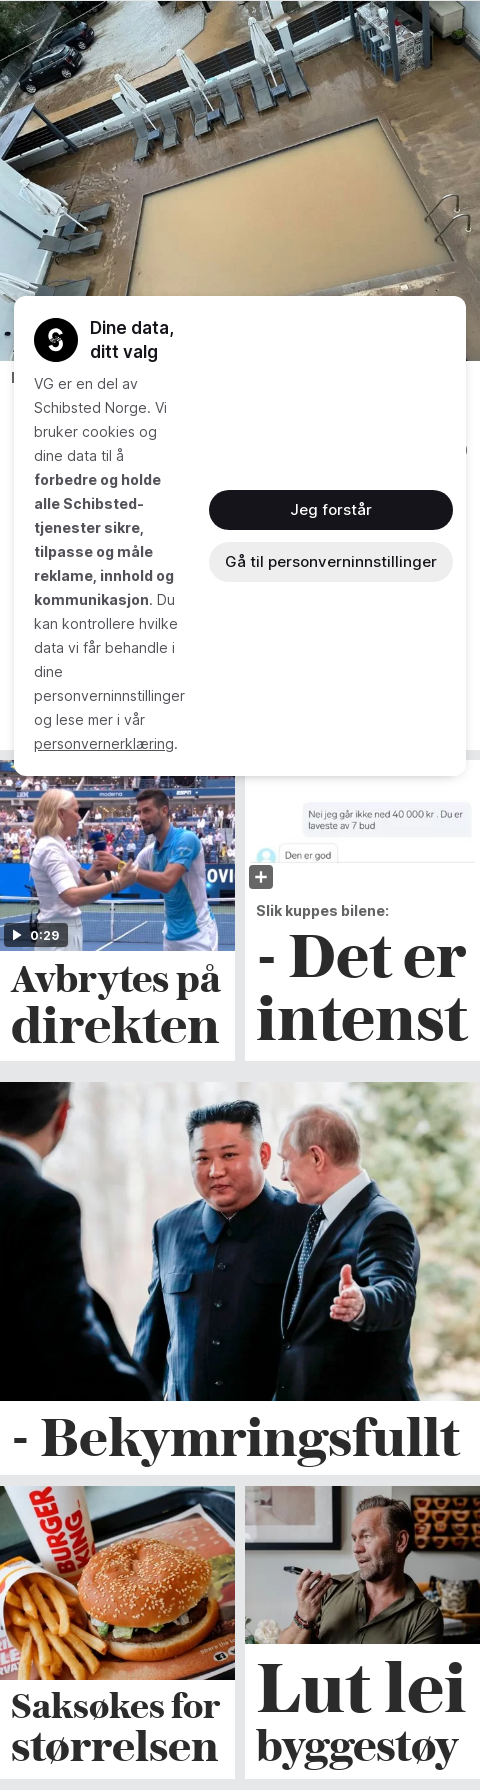 Dine data,
ditt valg
VG er en del av
Schibsted Norge. Vi
bruker cookies og
dine data til å
forbedre og holde
alle Schibsted-
tjenester sikre,
tilpasse og måle
reklame, innhold og
kommunikasjon. Du
kan kontrollere hvilke
data vi får behandle i
dine
personverninnstillinger
og lese mer i vår
personvernerklæring.
Jeg forstår
Gå til personverninnstillinger
moderna
ESPN
0:29
Avbrytes på
direkten
Nei jeg går ikke ned 40 000 kr . Du er
laveste av 7 bud
Den er god
Slik kuppes bilene:
- Det er
intenst
- Bekymringsfullt
BURGER
KING
Saksøkes for
størrelsen
Lut lei
byggestøy